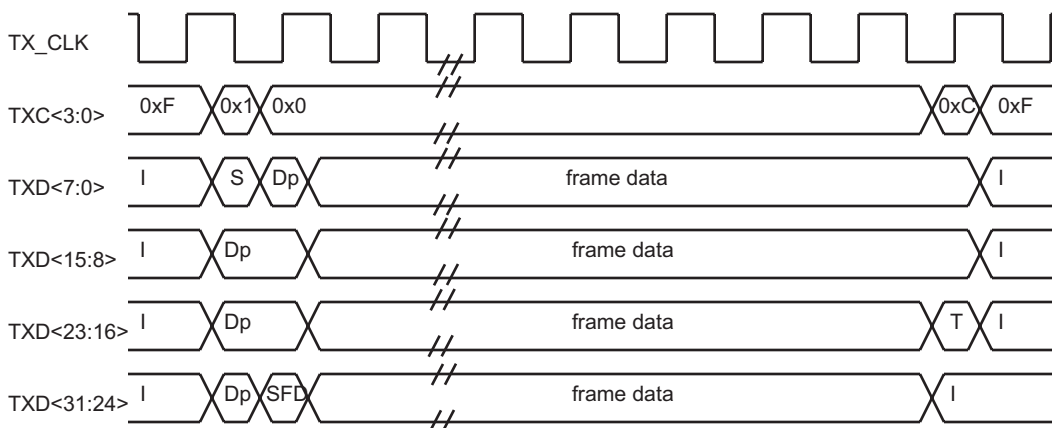 TX_CLK
TXC<3:0> 0xF 0x1 0x0 0xC 0xF
TXD<7:0> I S Dp frame data I
TXD<15:8> I Dp frame data I
TXD<23:16> I Dp frame data T I
TXD<31:24> I Dp SFD frame data I